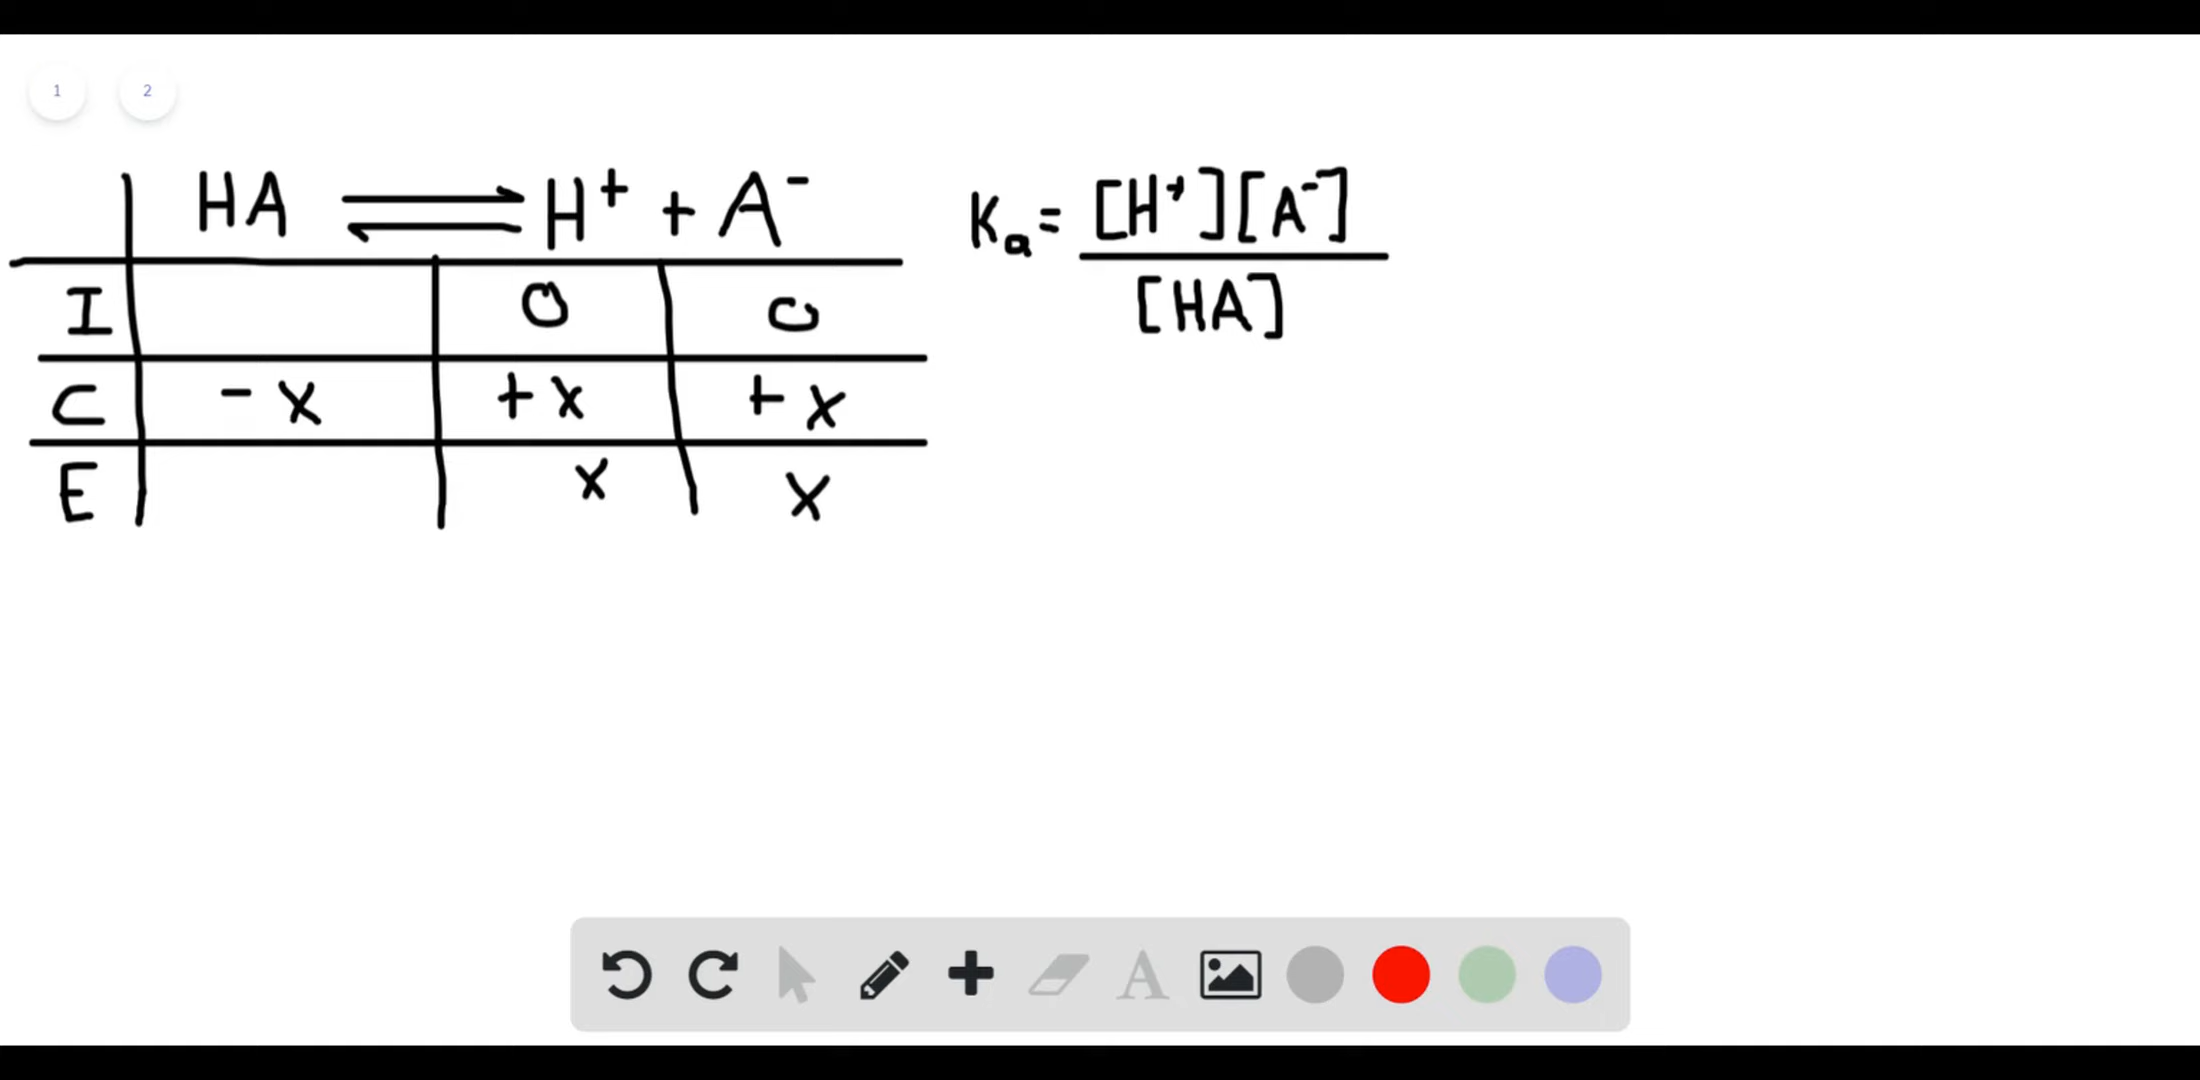 1 2
HA ⇌ H⁺ + A⁻
Kₐ = [H⁺][A⁻]
[HA]
I 0 0
C - x + x + x
E x x
A